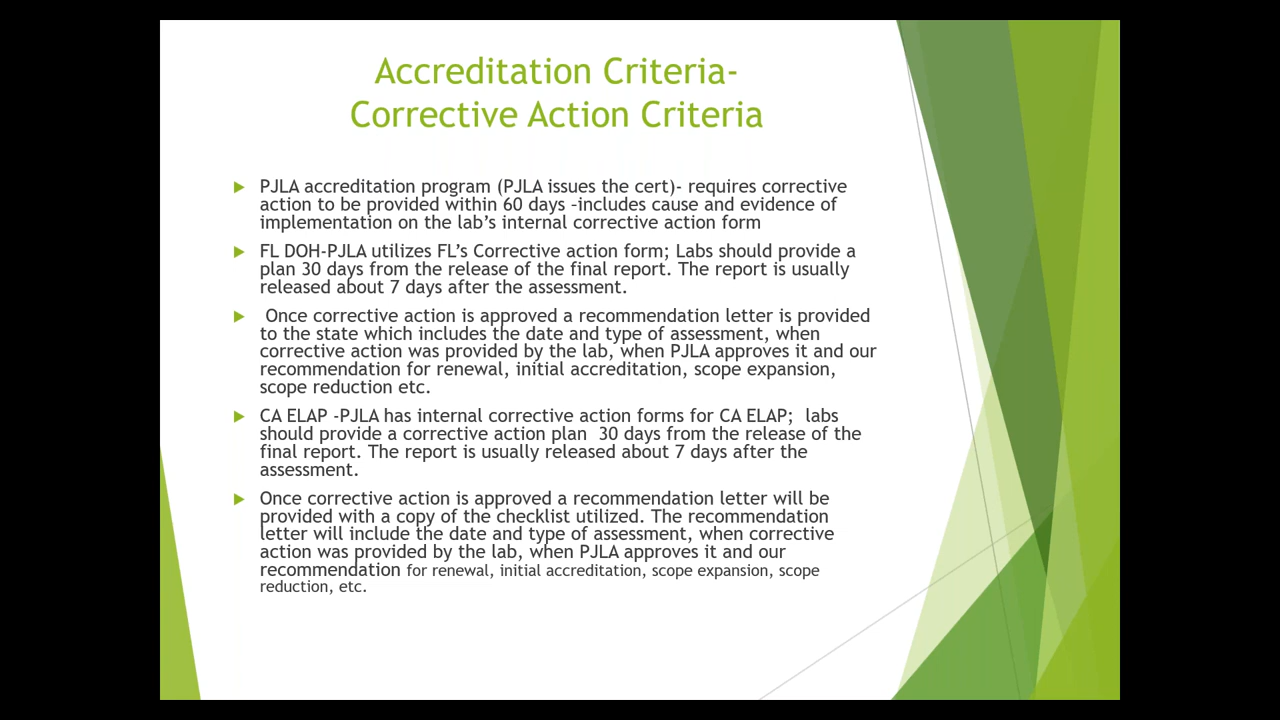 Accreditation Criteria-
Corrective Action Criteria
PJLA accreditation program (PJLA issues the cert)- requires corrective
action to be provided within 60 days –includes cause and evidence of
implementation on the lab's internal corrective action form
FL DOH-PJLA utilizes FL's Corrective action form; Labs should provide a
plan 30 days from the release of the final report. The report is usually
released about 7 days after the assessment.
Once corrective action is approved a recommendation letter is provided
to the state which includes the date and type of assessment, when
corrective action was provided by the lab, when PJLA approves it and our
recommendation for renewal, initial accreditation, scope expansion,
scope reduction etc.
CA ELAP -PJLA has internal corrective action forms for CA ELAP; labs
should provide a corrective action plan 30 days from the release of the
final report. The report is usually released about 7 days after the
assessment.
Once corrective action is approved a recommendation letter will be
provided with a copy of the checklist utilized. The recommendation
letter will include the date and type of assessment, when corrective
action was provided by the lab, when PJLA approves it and our
recommendation for renewal, initial accreditation, scope expansion, scope
reduction, etc.